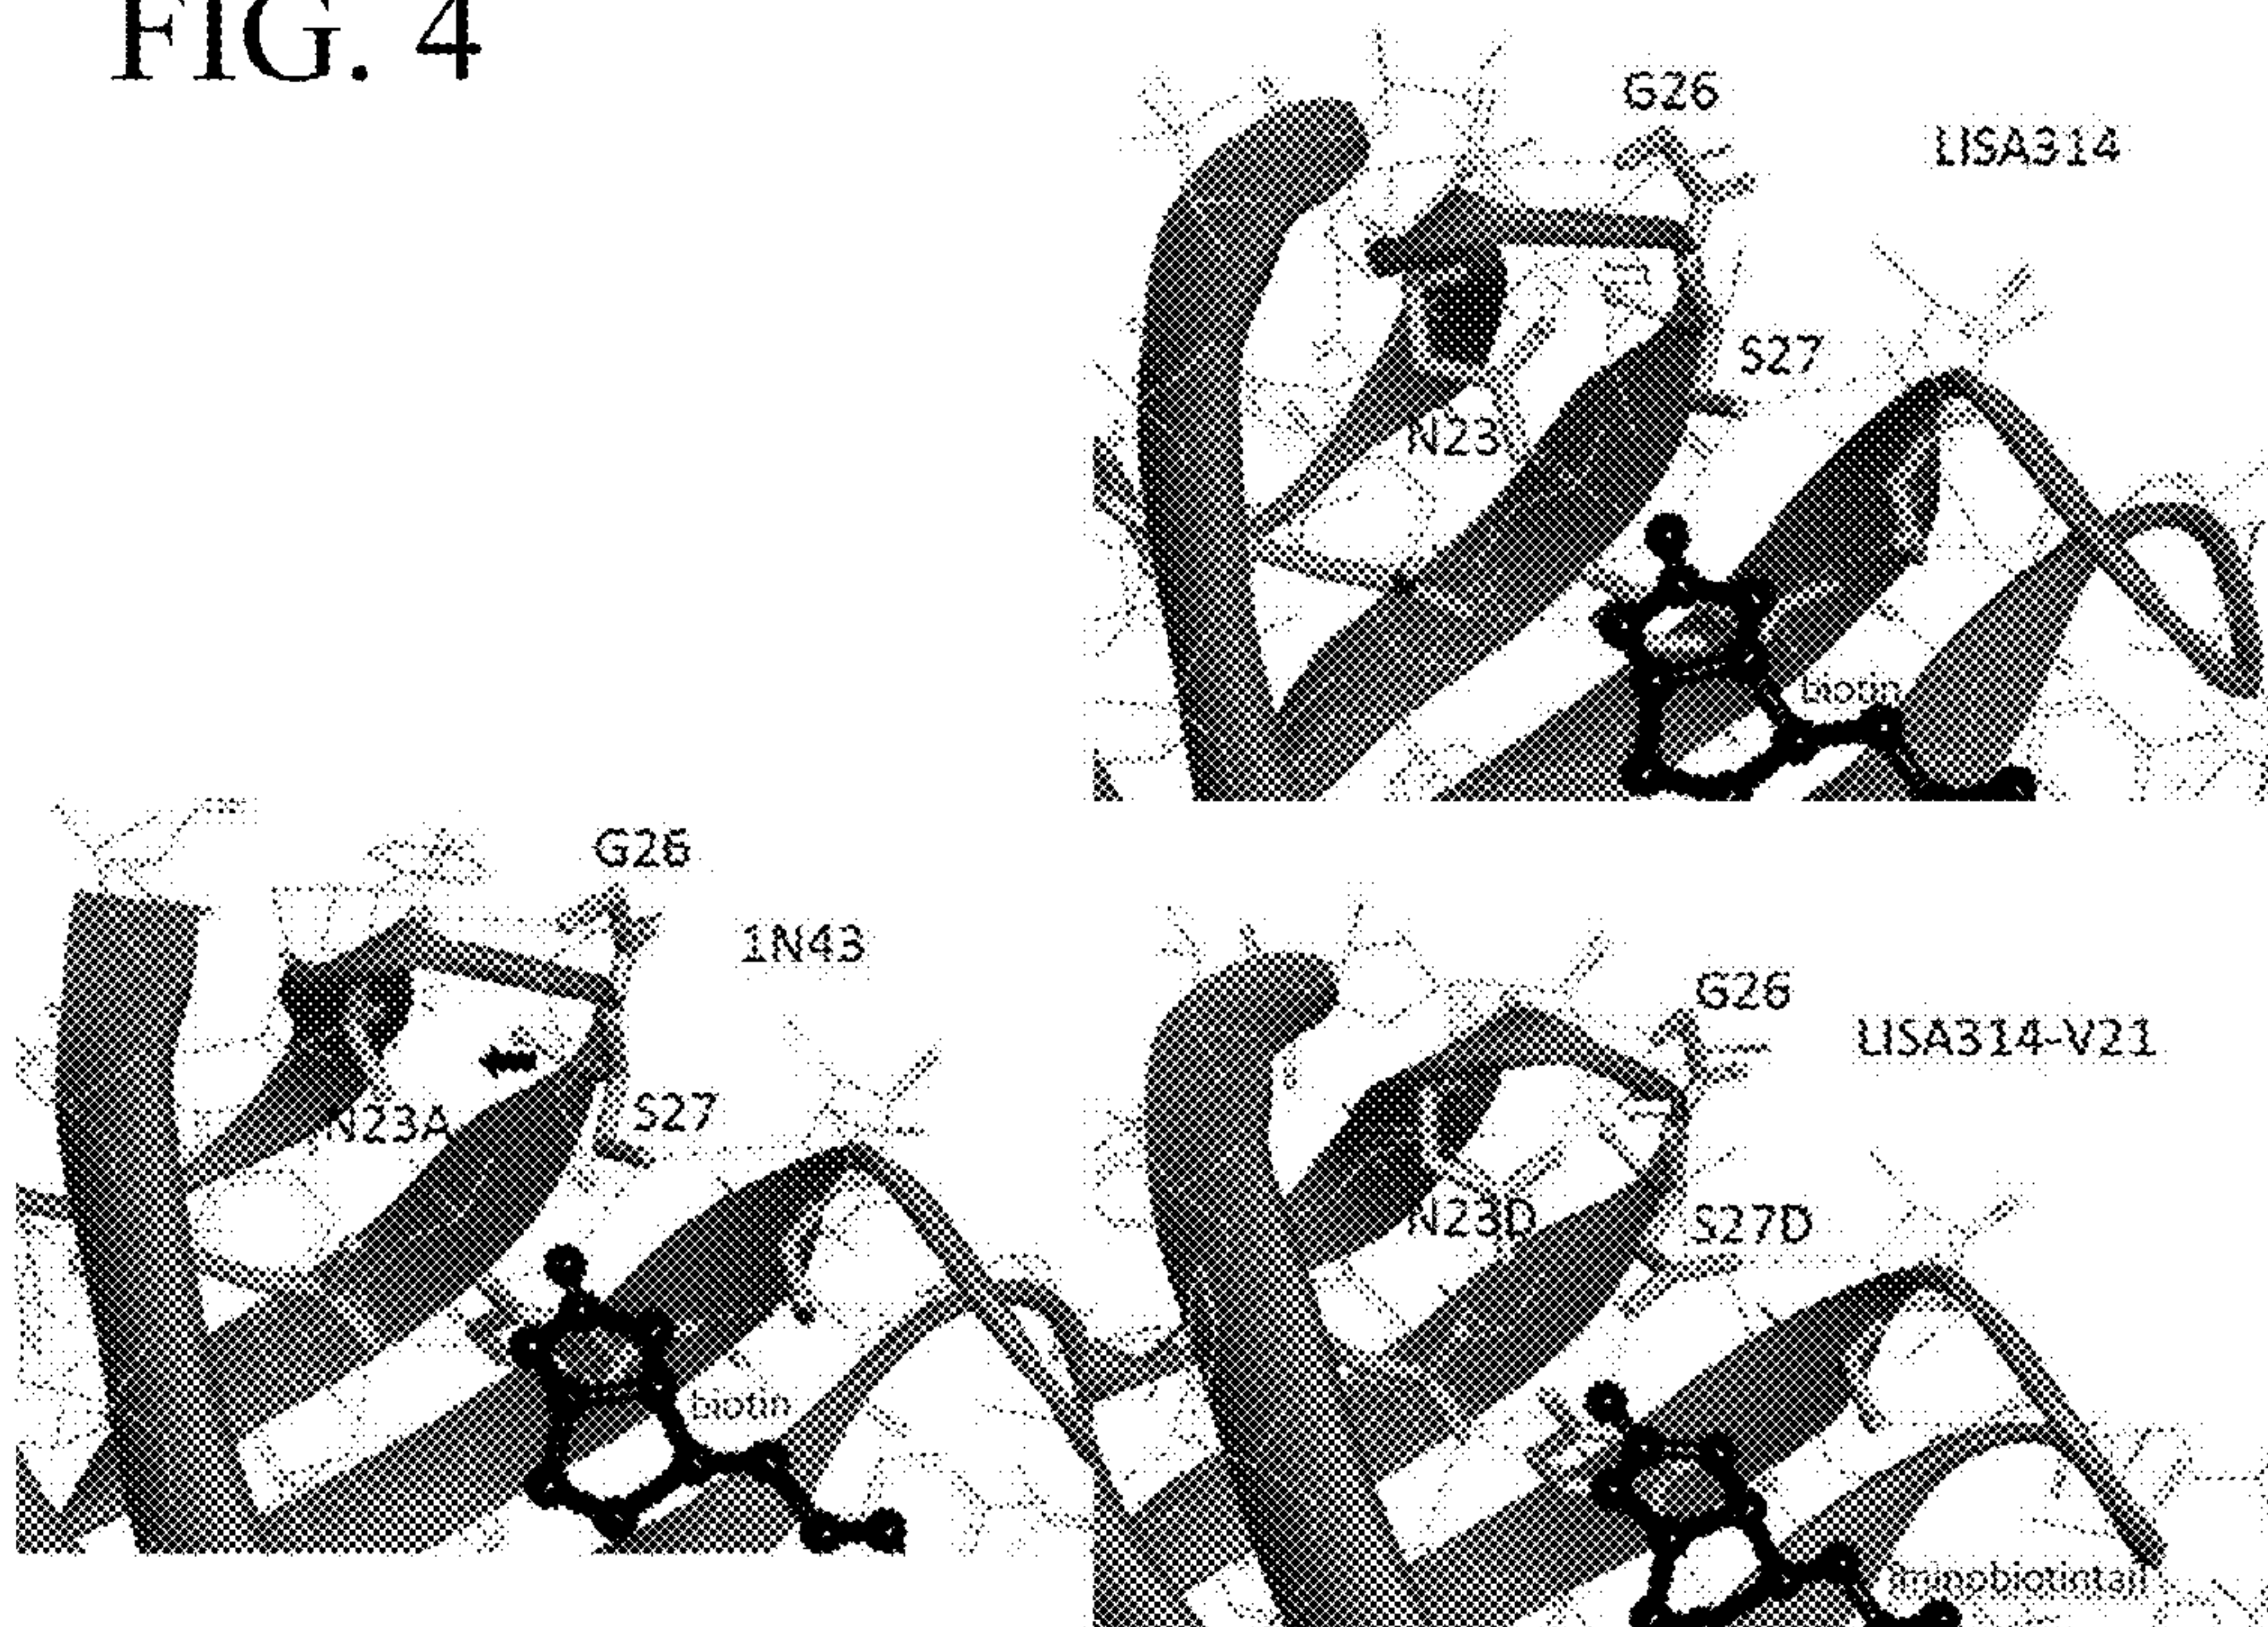 FIG. 4
G26
LISA314
S27
N23
biotin
G26
1N43
N23A
S27
biotin
G26
LISA314-V21
N23D
S27D
iminobiotintail